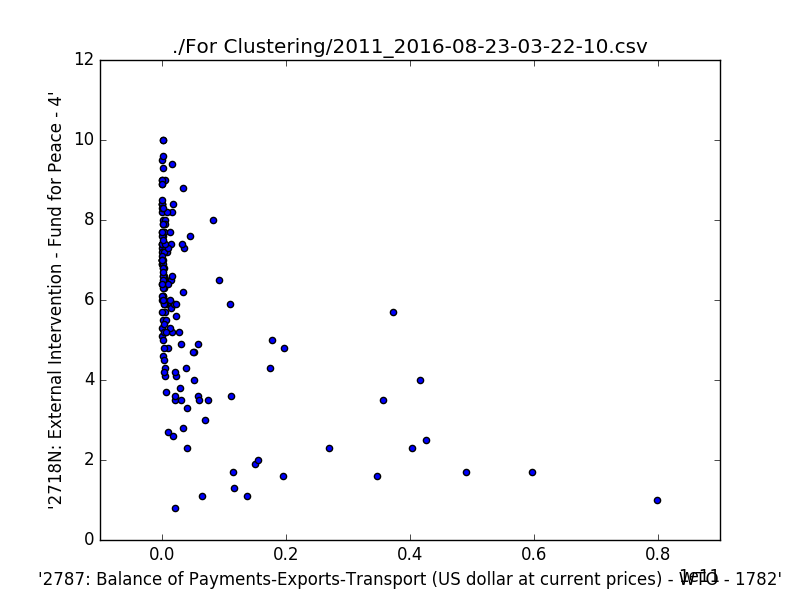 ./For Clustering/2011_2016-08-23-03-22-10.csv
12
10
8
6
4
2
0
'2718N: External Intervention - Fund for Peace - 4'
0.0 0.2 0.4 0.6 0.8
1e11
'2787: Balance of Payments-Exports-Transport (US dollar at current prices) - WTO - 1782'